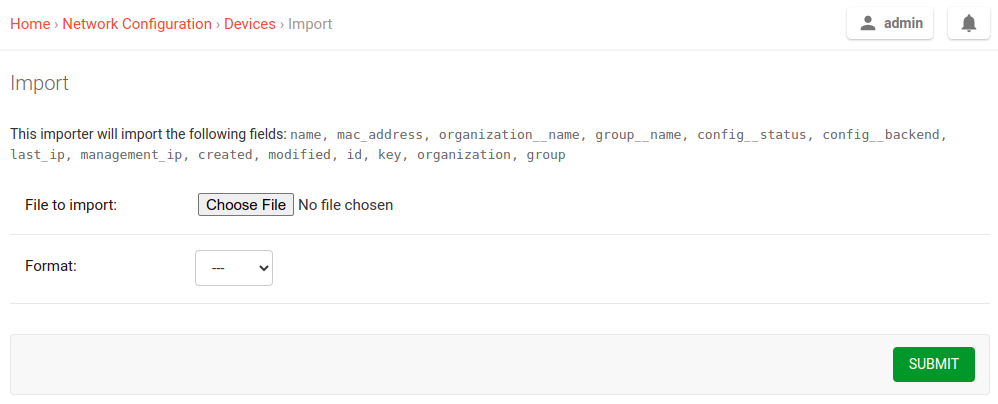 Home › Network Configuration › Devices › Import
admin
Import
This importer will import the following fields: name, mac_address, organization__name, group__name, config__status, config__backend,
last_ip, management_ip, created, modified, id, key, organization, group
File to import: Choose File No file chosen
Format: ---
SUBMIT